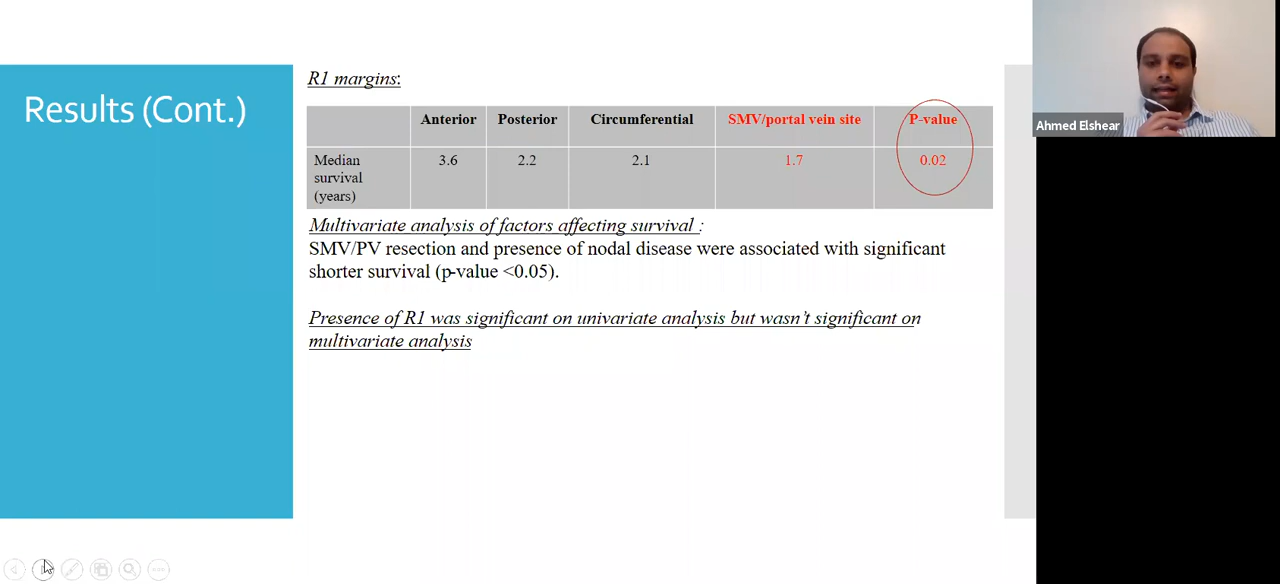 Results (Cont.)
R1 margins:
Anterior Posterior Circumferential SMV/portal vein site P-value
Median survival (years) 3.6 2.2 2.1 1.7 0.02
Multivariate analysis of factors affecting survival :
SMV/PV resection and presence of nodal disease were associated with significant
shorter survival (p-value <0.05).
Presence of R1 was significant on univariate analysis but wasn't significant on
multivariate analysis
Ahmed Elshear